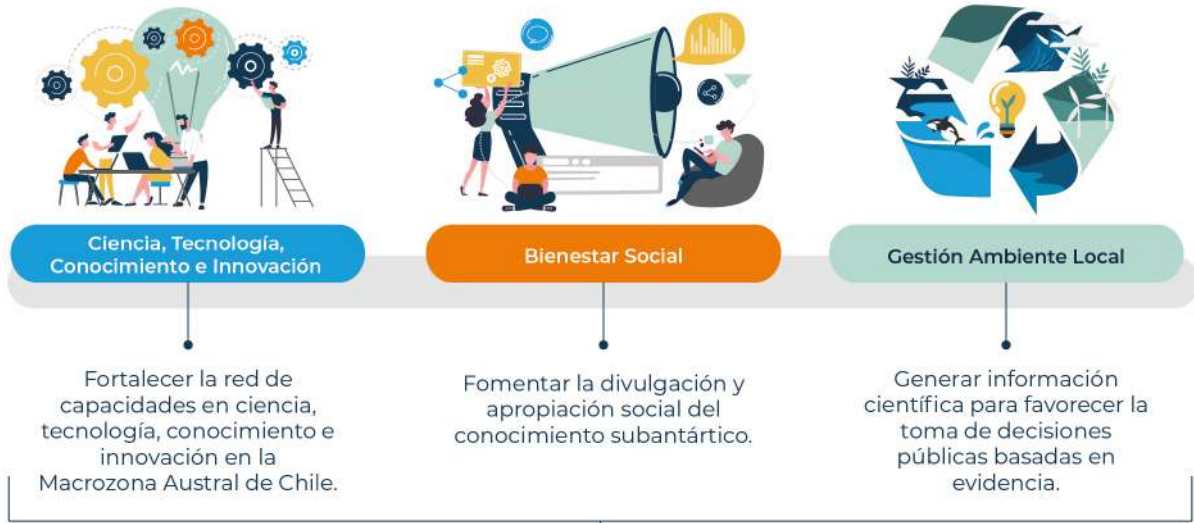 Ciencia, Tecnología,
Conocimiento e Innovación
Fortalecer la red de
capacidades en ciencia,
tecnología, conocimiento e
innovación en la
Macrozona Austral de Chile.
Bienestar Social
Fomentar la divulgación y
apropiación social del
conocimiento subantártico.
Gestión Ambiente Local
Generar información
científica para favorecer la
toma de decisiones
públicas basadas en
evidencia.